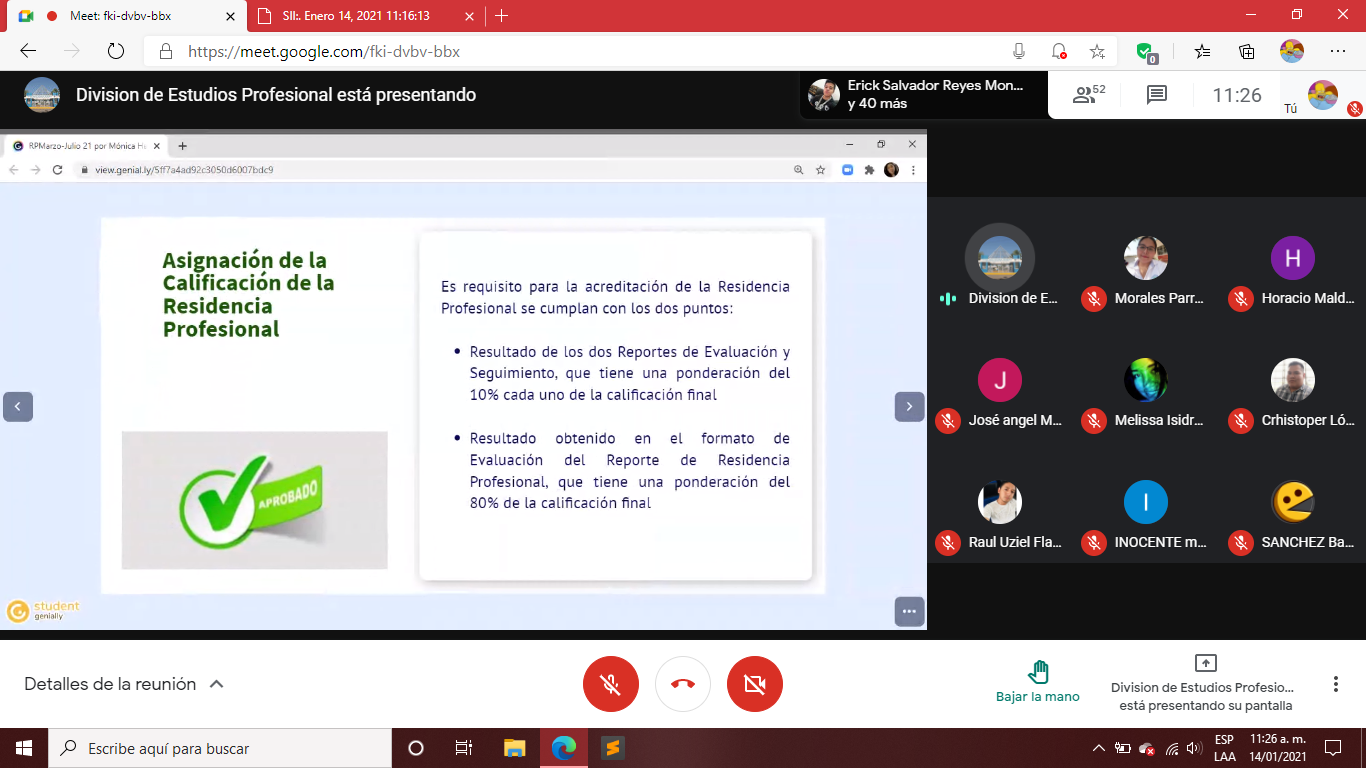 Meet: fki-dvbv-bbx
SII:. Enero 14, 2021 11:16:13
https://meet.google.com/fki-dvbv-bbx
0
Division de Estudios Profesional está presentando
Erick Salvador Reyes Mon...
y 40 más
52
11:26
Tú
RPMarzo-Julio 21 por Mónica
view.genial.ly/5ff7a4ad92c3050d6007bdc9
Asignación de la
Calificación de la
Residencia
Profesional
APROBADO
Es requisito para la acreditación de la Residencia
Profesional se cumplan con los dos puntos:
• Resultado de los dos Reportes de Evaluación y
Seguimiento, que tiene una ponderación del
10% cada uno de la calificación final
• Resultado obtenido en el formato de
Evaluación del Reporte de Residencia
Profesional, que tiene una ponderación del
80% de la calificación final
student
genially
Division de E...
Morales Parr...
H
Horacio Mald...
J
José angel M...
Melissa Isidr...
Crhistoper Ló...
Raul Uziel Fla...
I
INOCENTE m...
SANCHEZ Ba...
Detalles de la reunión
Bajar la mano
Division de Estudios Profesio...
está presentando su pantalla
Escribe aquí para buscar
ESP
LAA
11:26 a. m.
14/01/2021